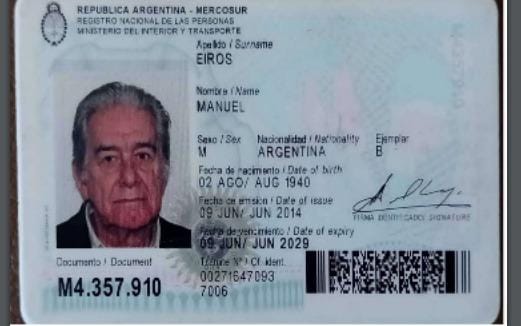 REPUBLICA ARGENTINA - MERCOSUR
REGISTRO NACIONAL DE LAS PERSONAS
MINISTERIO DEL INTERIOR Y TRANSPORTE
Apellido / Surname
EIROS
Nombre / Name
MANUEL
Sexo / Sex Nacionalidad / Nationality Ejemplar
M ARGENTINA B
Fecha de nacimiento / Date of birth
02 AGO/ AUG 1940
Fecha de emisión / Date of issue
09 JUN/ JUN 2014
FIRMA IDENTIFICADO/ SIGNATURE
Fecha de vencimiento / Date of expiry
09 JUN/ JUN 2029
Documento / Document
Trámite Nº / Of. ident.
M4.357.910
00271647093
7006